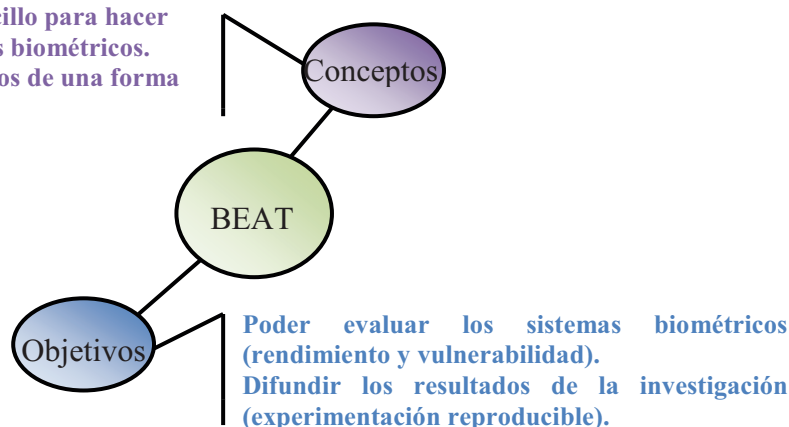 cillo para hacer
s biométricos.
os de una forma
Conceptos
BEAT
Objetivos
Poder evaluar los sistemas biométricos
(rendimiento y vulnerabilidad).
Difundir los resultados de la investigación
(experimentación reproducible).